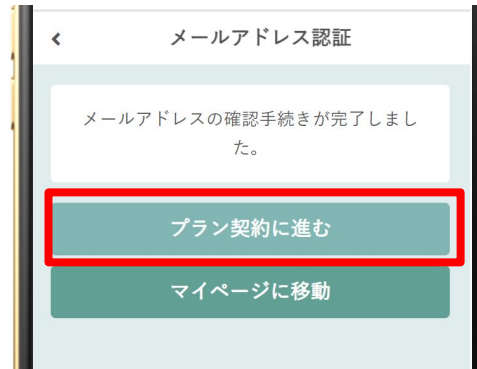 メールアドレス認証
メールアドレスの確認手続きが完了しまし
た。
プラン契約に進む
マイページに移動